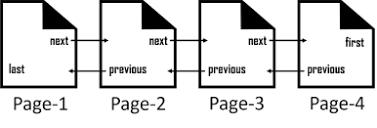 next next next first
last previous previous previous
Page-1 Page-2 Page-3 Page-4